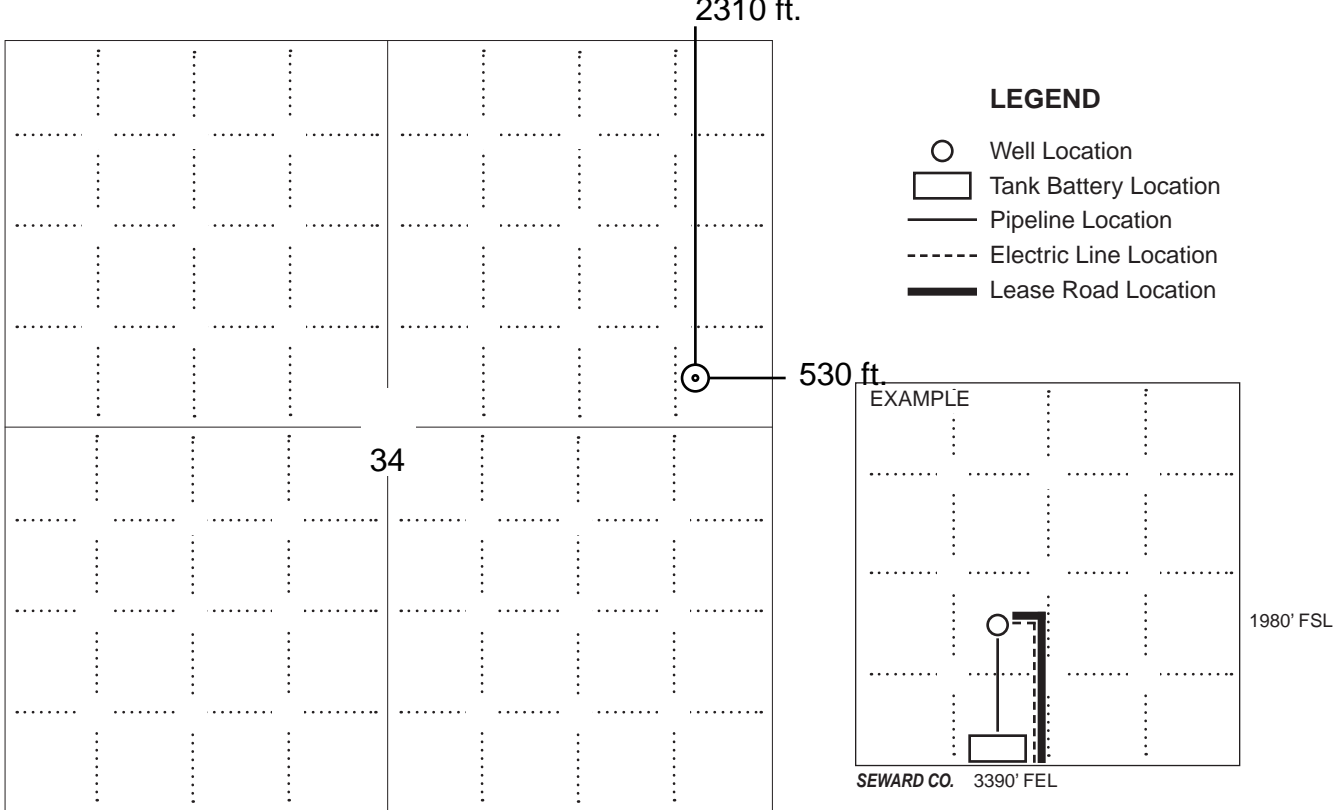 2310 ft.
LEGEND
Well Location
Tank Battery Location
Pipeline Location
Electric Line Location
Lease Road Location
530 ft.
EXAMPLE
34
1980' FSL
SEWARD CO. 3390' FEL